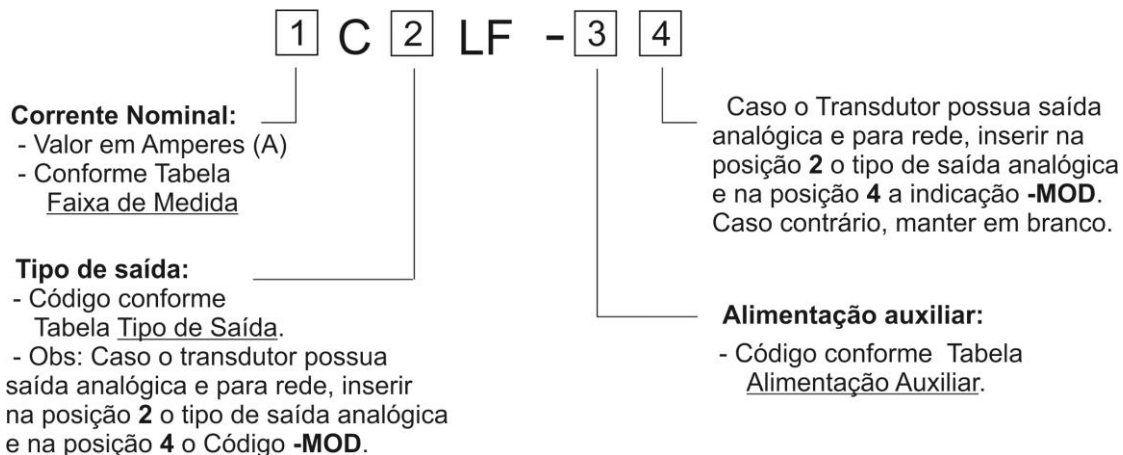 1 C 2 LF - 3 4
Corrente Nominal:
- Valor em Amperes (A)
- Conforme Tabela
Faixa de Medida
Tipo de saída:
- Código conforme
Tabela Tipo de Saída.
- Obs: Caso o transdutor possua
saída analógica e para rede, inserir
na posição 2 o tipo de saída analógica
e na posição 4 o Código -MOD.
Caso o Transdutor possua saída
analógica e para rede, inserir na
posição 2 o tipo de saída analógica
e na posição 4 a indicação -MOD.
Caso contrário, manter em branco.
Alimentação auxiliar:
- Código conforme Tabela
Alimentação Auxiliar.